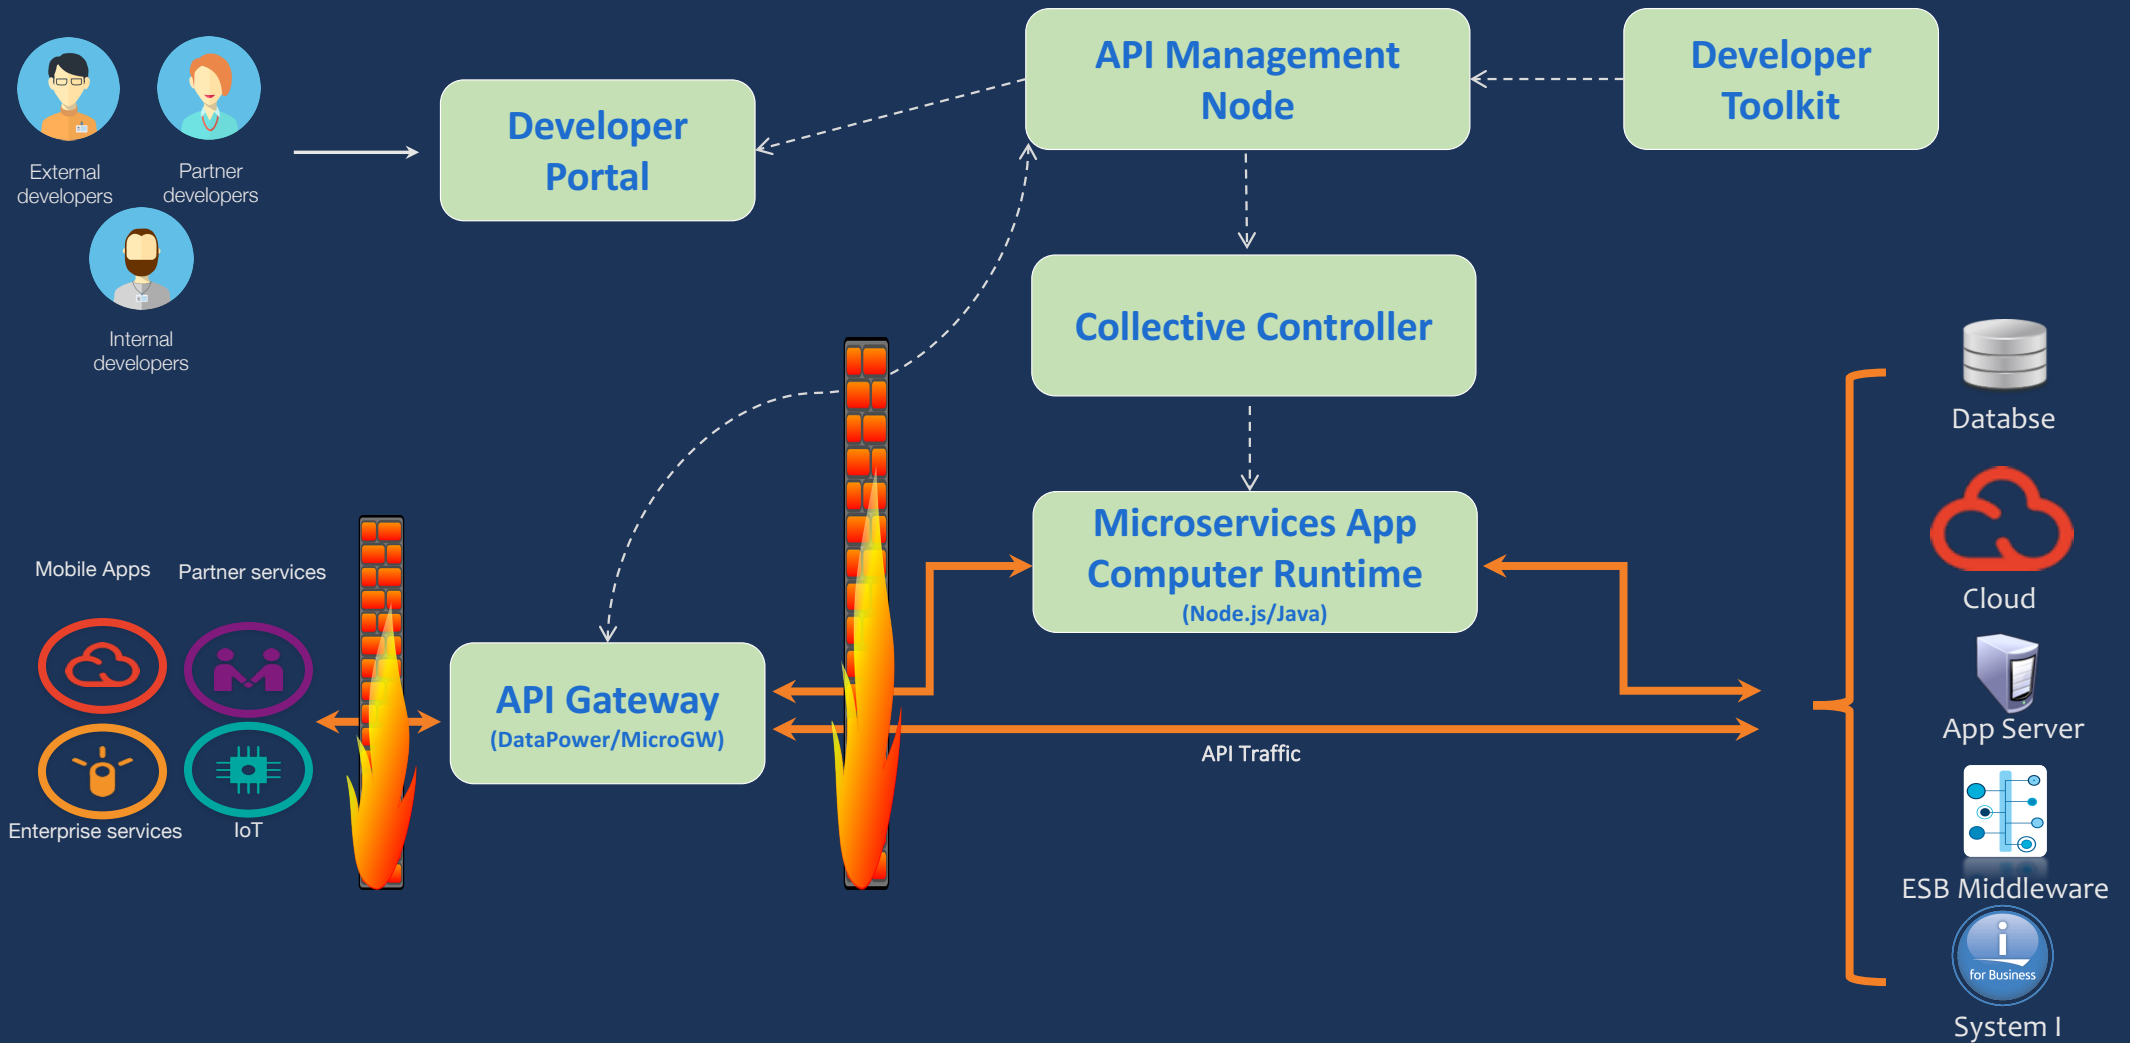 External
developers
Partner
developers
Internal
developers
Developer
Portal
API Management
Node
Developer
Toolkit
Collective Controller
Microservices App
Computer Runtime
(Node.js/Java)
Mobile Apps
Partner services
Enterprise services
IoT
API Gateway
(DataPower/MicroGW)
API Traffic
Databse
Cloud
App Server
ESB Middleware
i
for Business
System I